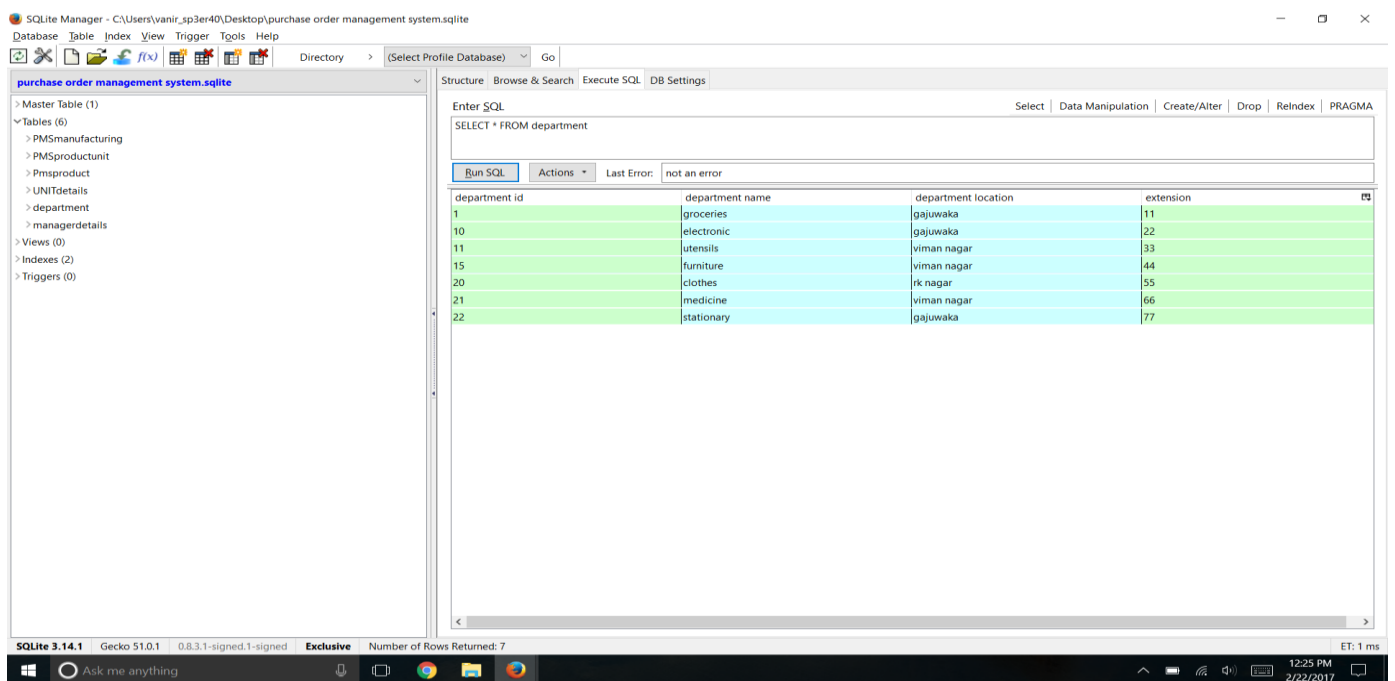 SQLite Manager - C:\Users\vanir_sp3er40\Desktop\purchase order management system.sqlite
Database Table Index View Trigger Tools Help
f(x) Directory > (Select Profile Database) Go
purchase order management system.sqlite
Master Table (1)
Tables (6)
PMSmanufacturing
PMSproductunit
Pmsproduct
UNITdetails
department
managerdetails
Views (0)
Indexes (2)
Triggers (0)
Structure Browse & Search Execute SQL DB Settings
Enter SQL Select Data Manipulation Create/Alter Drop ReIndex PRAGMA
SELECT * FROM department
Run SQL Actions Last Error: not an error
department id department name department location extension
1 groceries gajuwaka 11
10 electronic gajuwaka 22
11 utensils viman nagar 33
15 furniture viman nagar 44
20 clothes rk nagar 55
21 medicine viman nagar 66
22 stationary gajuwaka 77
SQLite 3.14.1 Gecko 51.0.1 0.8.3.1-signed.1-signed Exclusive Number of Rows Returned: 7 ET: 1 ms
Ask me anything 12:25 PM
2/22/2017